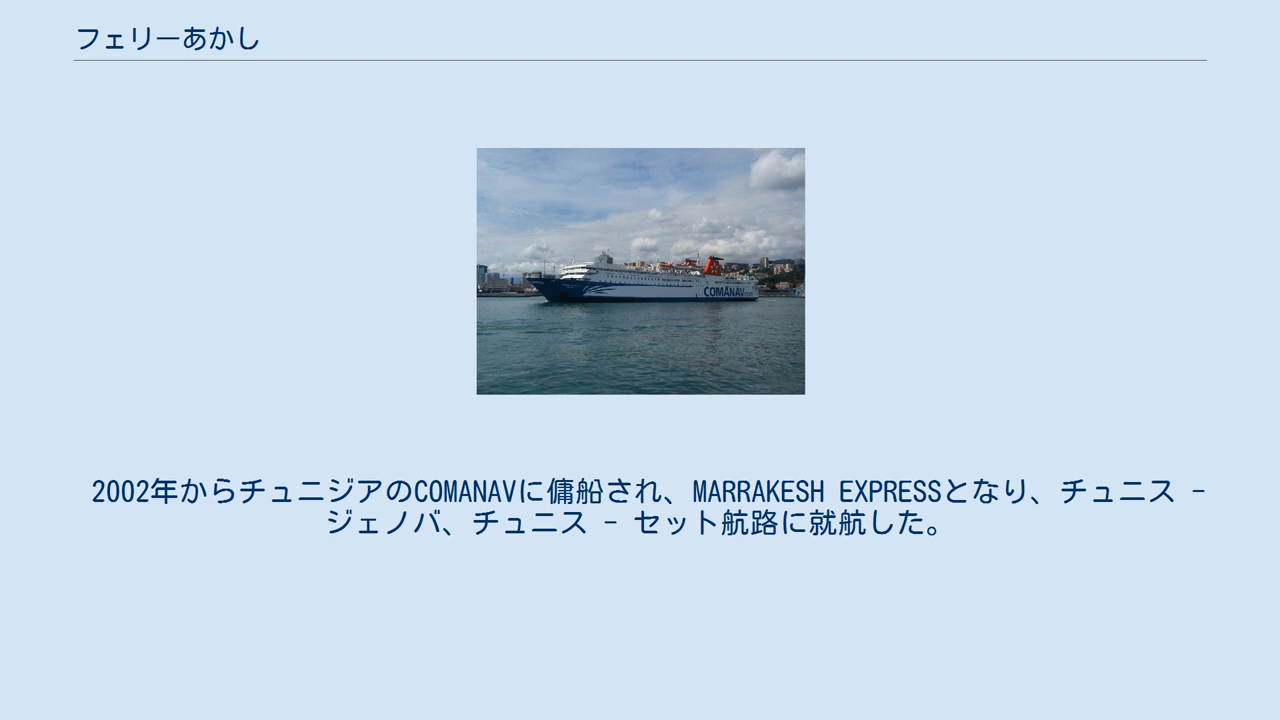 フェリーあかし
COMANAV
2002年からチュニジアのCOMANAVに傭船され、MARRAKESH EXPRESSとなり、チュニス －
ジェノバ、チュニス － セット航路に就航した。